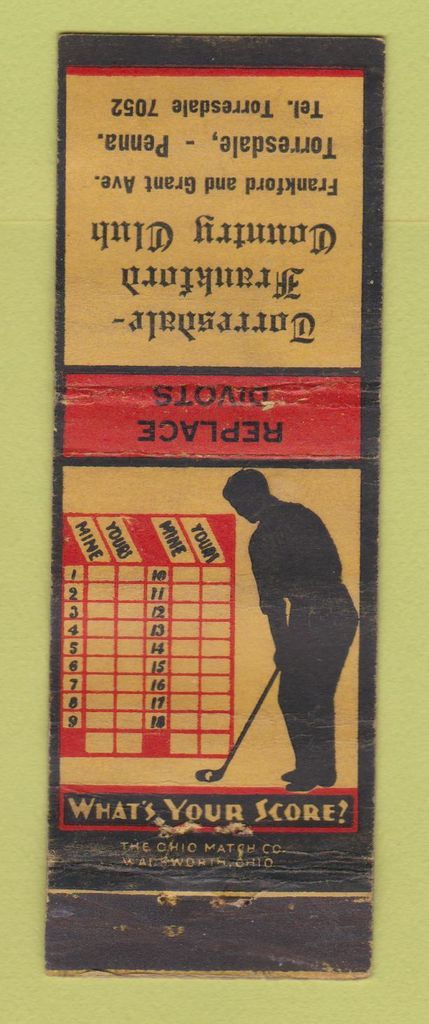 Tel. Torresdale 7052
Torresdale, - Penna.
Frankford and Grant Ave.
Country Club
Frankford
Torresdale-
REPLACE
DIVOTS
MINE YOURS MINE YOURS
1 10
2 11
3 12
4 13
5 14
6 15
7 16
8 17
9 18
WHAT'S YOUR SCORE?
THE OHIO MATCH CO.
WADSWORTH, OHIO